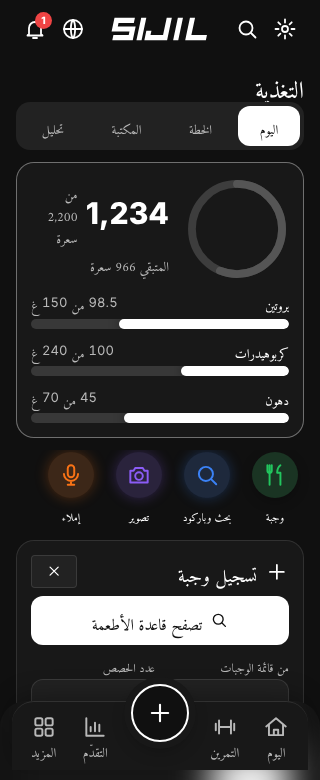 1
SIJIL
التغذية
اليوم
الخطة
المكتبة
تحليل
1,234
من
2,200
سعرة
المتبقي 966 سعرة
بروتين
98.5 من 150 غ
كربوهيدرات
100 من 240 غ
دهون
45 من 70 غ
وجبة
بحث وباركود
تصوير
إملاء
تسجيل وجبة
تصفح قاعدة الأطعمة
من قائمة الوجبات
عدد الحصص
اليوم
التمرين
التقدّم
المزيد